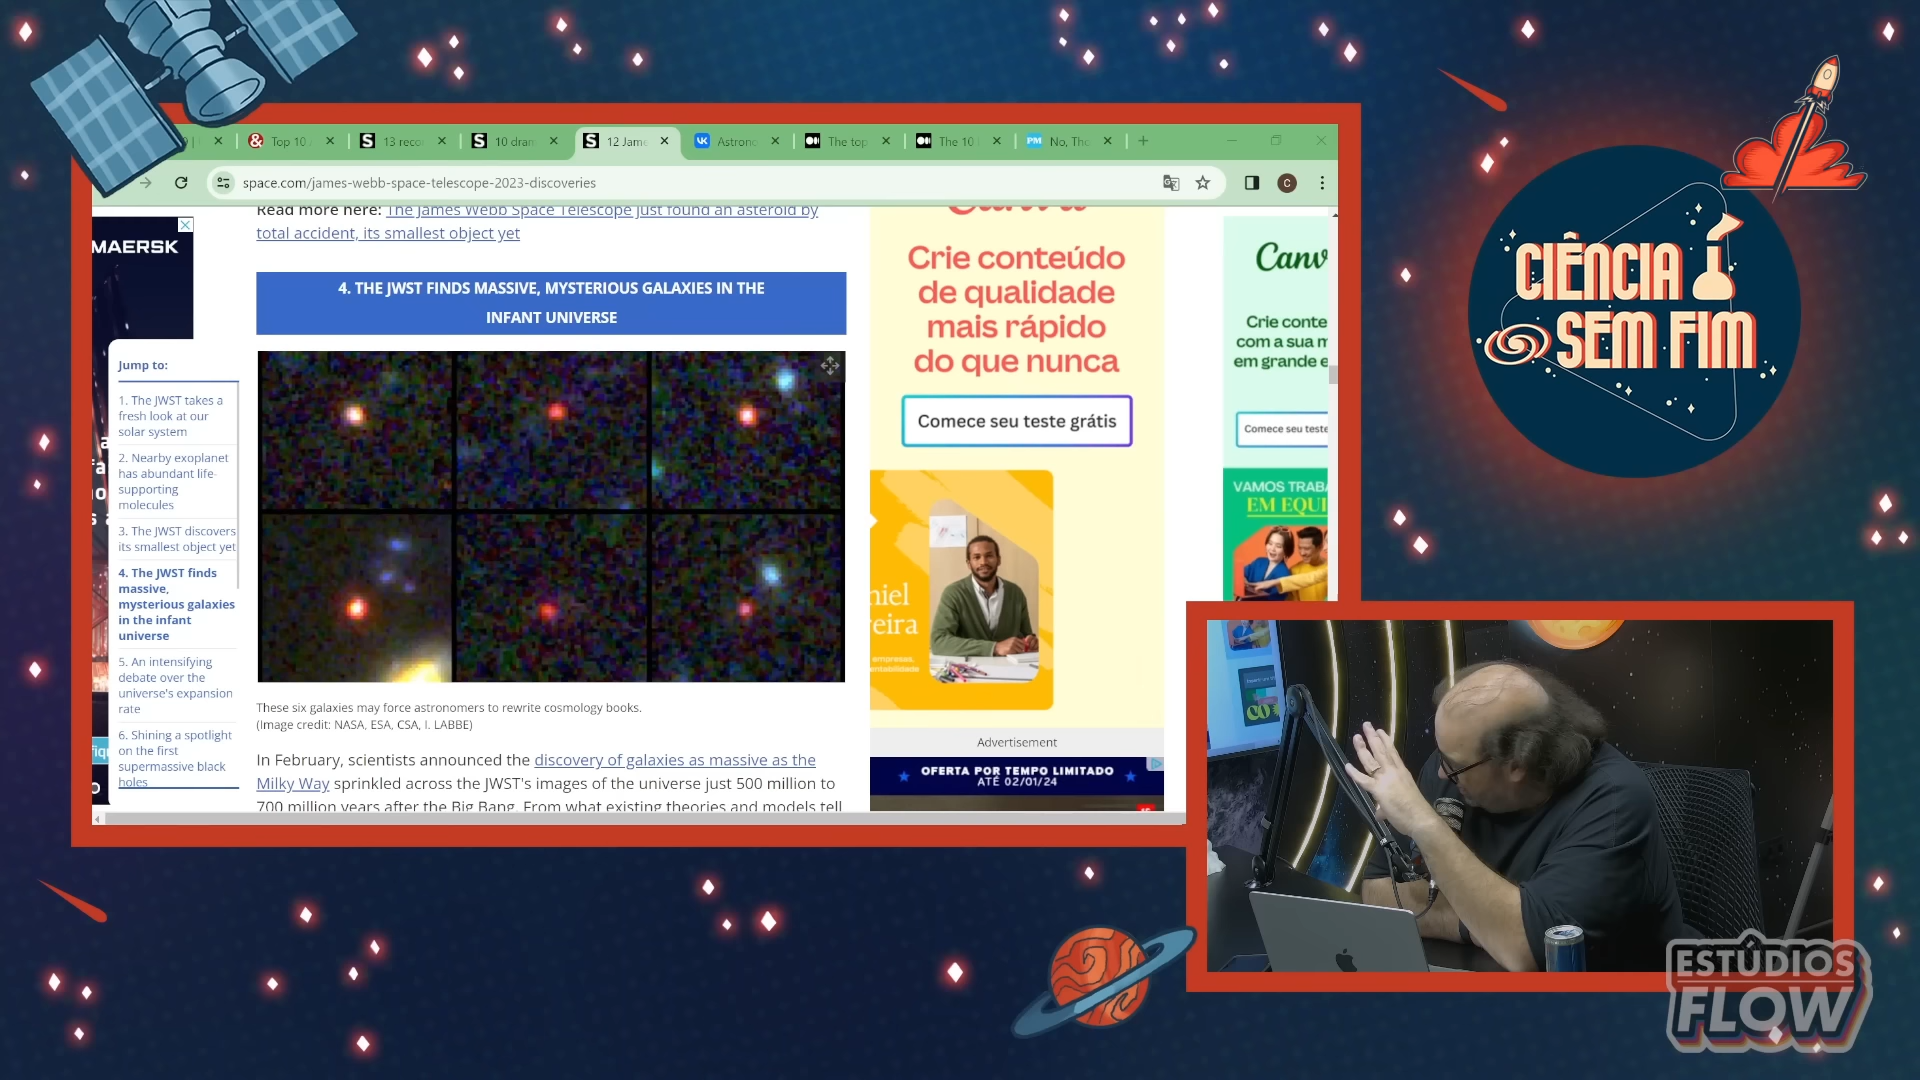 Top 10
13 reco
10 dram
12 Jame
Astrono
The top
The 10
No, The
space.com/james-webb-space-telescope-2023-discoveries
C
MAERSK
Read more here: The James Webb Space Telescope just found an asteroid by
total accident, its smallest object yet
4. THE JWST FINDS MASSIVE, MYSTERIOUS GALAXIES IN THE
INFANT UNIVERSE
Jump to:
1. The JWST takes a
fresh look at our
solar system
2. Nearby exoplanet
has abundant life-
supporting
molecules
3. The JWST discovers
its smallest object yet
4. The JWST finds
massive,
mysterious galaxies
in the infant
universe
5. An intensifying
debate over the
universe's expansion
rate
6. Shining a spotlight
on the first
supermassive black
holes
These six galaxies may force astronomers to rewrite cosmology books.
(Image credit: NASA, ESA, CSA, I. LABBE)
In February, scientists announced the discovery of galaxies as massive as the
Milky Way sprinkled across the JWST's images of the universe just 500 million to
700 million years after the Big Bang. From what existing theories and models tell
Canva
Crie conteúdo
de qualidade
mais rápido
do que nunca
Comece seu teste grátis
niel
reira
empresas,
Advertisement
OFERTA POR TEMPO LIMITADO
ATÉ 02/01/24
Canv
Crie conte
com a sua m
em grande e
Comece seu teste
VAMOS TRABA
EM EQUI
CIÊNCIA
SEM FIM
ESTÚDIOS
FLOW